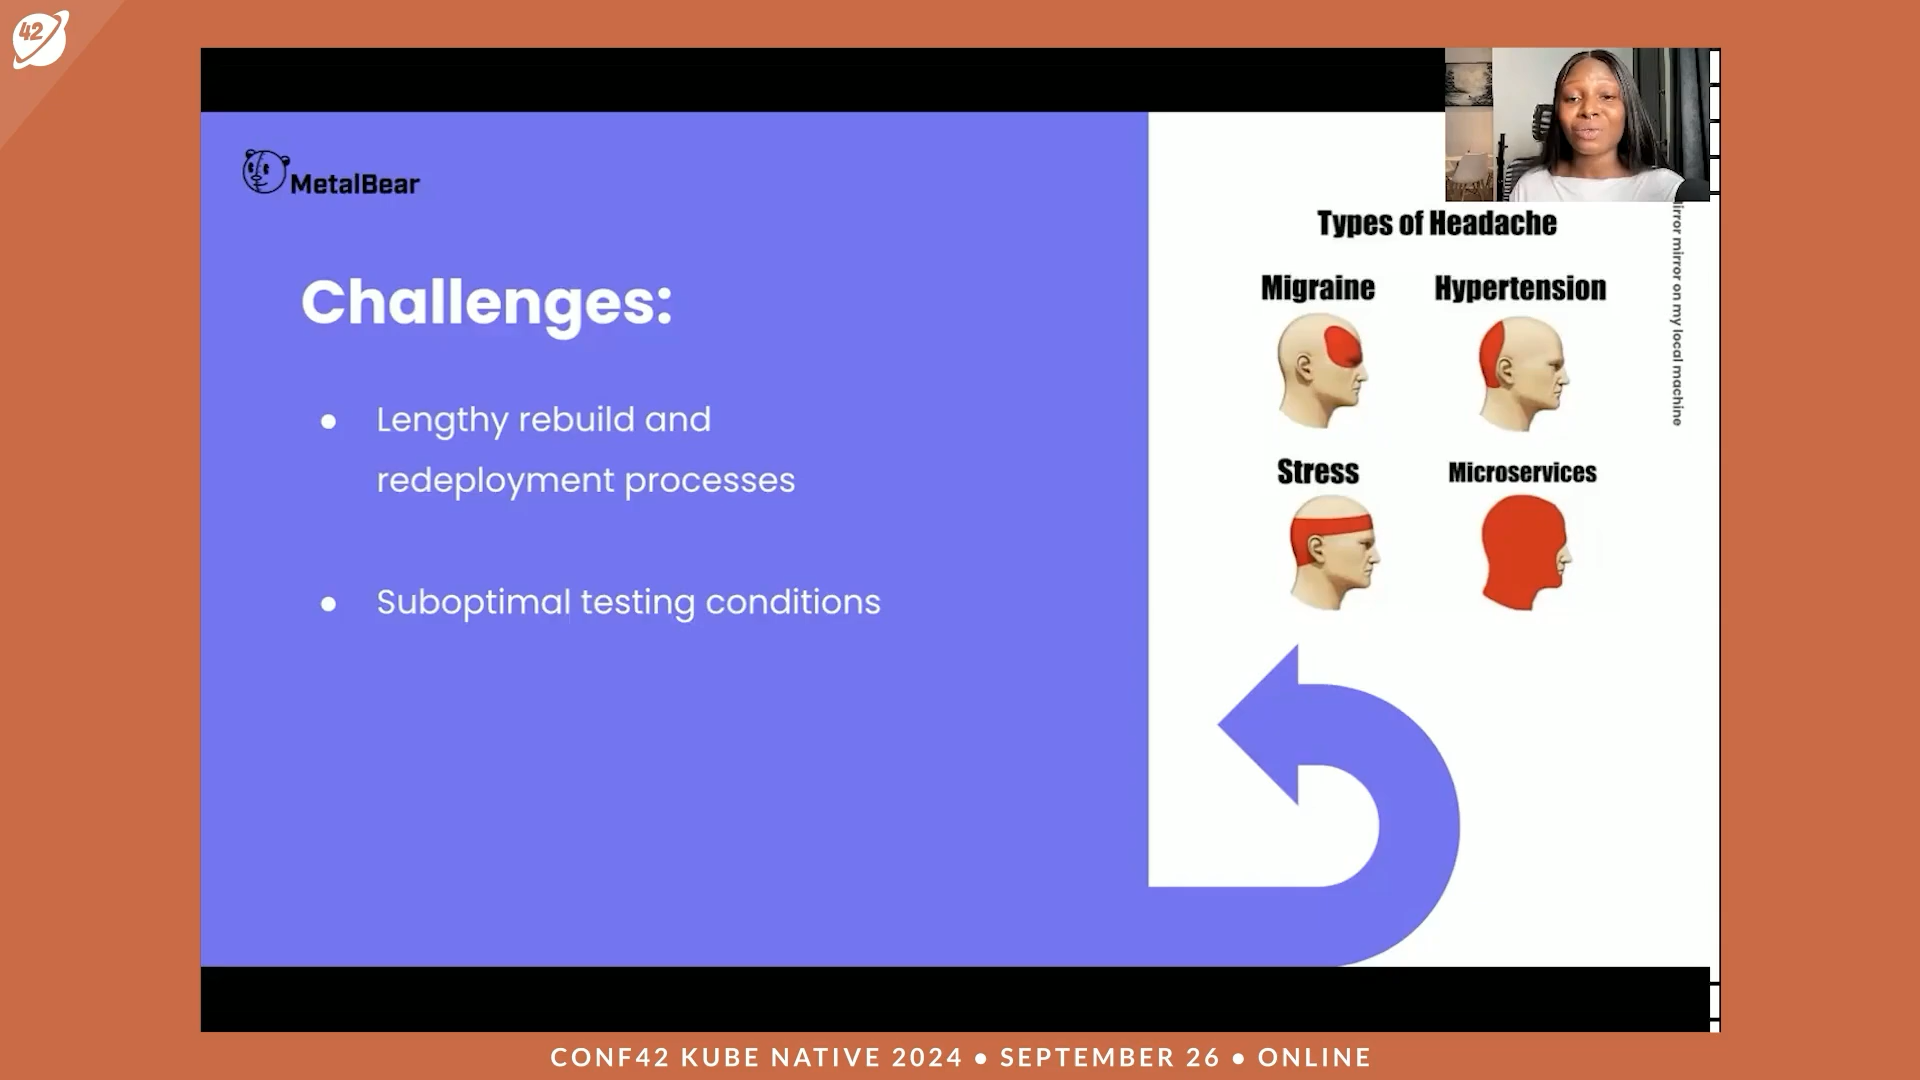 42
MetalBear
Challenges:
● Lengthy rebuild and
redeployment processes
● Suboptimal testing conditions
Types of Headache
Migraine
Hypertension
Stress
Microservices
mirror on my local machine
CONF42 KUBE NATIVE 2024 ● SEPTEMBER 26 ● ONLINE